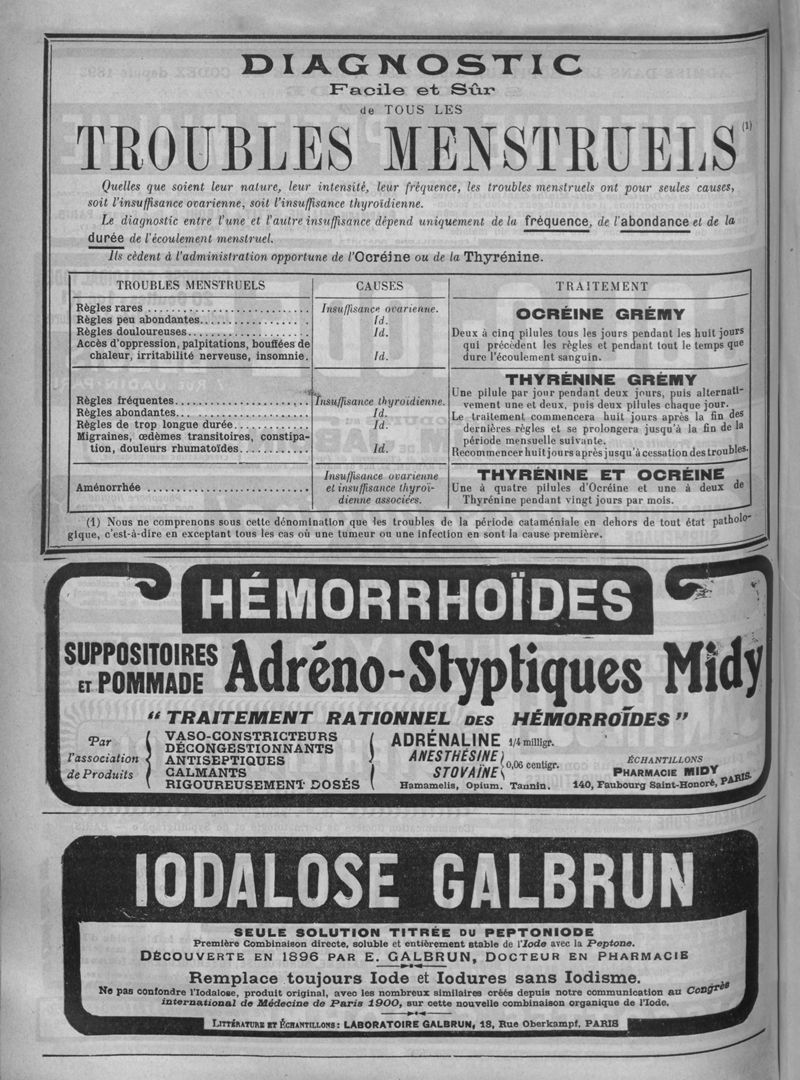 DIAGNOSTIC
Facile et Sûr
de TOUS LES
TROUBLES MENSTRUELS (1)
Quelles que soient leur nature, leur intensité, leur fréquence, les troubles menstruels ont pour seules causes,
soit l'insuffisance ovarienne, soit l'insuffisance thyroïdienne.
Le diagnostic entre l'une et l'autre insuffisance dépend uniquement de la fréquence, de l'abondance et de la
durée de l'écoulement menstruel.
Ils cèdent à l'administration opportune de l'Ocréine ou de la Thyrénine.
TROUBLES MENSTRUELS CAUSES TRAITEMENT
Règles rares ........................... Insuffisance ovarienne.
Règles peu abondantes.................. Id.
Règles douloureuses.................... Id.
Accès d'oppression, palpitations, bouffées de
chaleur, irritabilité nerveuse, insomnie. Id.
OCRÉINE GRÉMY
Deux à cinq pilules tous les jours pendant les huit jours
qui précèdent les règles et pendant tout le temps que
dure l'écoulement sanguin.
Règles fréquentes...................... Insuffisance thyroïdienne.
Règles abondantes... .................. Id.
Règles de trop longue durée............ Id.
Migraines, œdèmes transitoires, constipa-
tion, douleurs rhumatoïdes............ Id.
THYRÉNINE GRÉMY
Une pilule par jour pendant deux jours, puis alternati-
vement une et deux, puis deux pilules chaque jour.
Le traitement commencera huit jours après la fin des
dernières règles et se prolongera jusqu'à la fin de la
période mensuelle suivante.
Recommencer huit jours après jusqu'à cessation des troubles.
Aménorrhée ...........................
Insuffisance ovarienne
et insuffisance thyroï-
dienne associées.
THYRÉNINE ET OCRÉINE
Une à quatre pilules d'Ocréine et une à deux de
Thyrénine pendant vingt jours par mois.
(1) Nous ne comprenons sous cette dénomination que les troubles de la période cataméniale en dehors de tout état patholo-
gique, c'est-à-dire en exceptant tous les cas où une tumeur ou une infection en sont la cause première.
HÉMORRHOÏDES
SUPPOSITOIRES
ET POMMADE
Adréno-Styptiques Midy
"TRAITEMENT RATIONNEL DES HÉMORROÏDES"
Par
l'association
de Produits
VASO-CONSTRICTEURS
DÉCONGESTIONNANTS
ANTISEPTIQUES
CALMANTS
RIGOUREUSEMENT DOSÉS
ADRÉNALINE 1/4 milligr.
ANESTHÉSINE
STOVAÏNE
0,06 centigr.
Hamamelis, Opium, Tannin.
ÉCHANTILLONS
PHARMACIE MIDY
140, Faubourg Saint-Honoré, PARIS.
IODALOSE GALBRUN
SEULE SOLUTION TITRÉE DU PEPTONIODE
Première Combinaison directe, soluble et entièrement stable de l'Iode avec la Peptone.
DÉCOUVERTE EN 1896 PAR E. GALBRUN, DOCTEUR EN PHARMACIE
Remplace toujours Iode et Iodures sans Iodisme.
Ne pas confondre l'Iodalose, produit original, avec les nombreux similaires créés depuis notre communication au Congrès
international de Médecine de Paris 1900, sur cette nouvelle combinaison organique de l'Iode.
LITTÉRATURE ET ÉCHANTILLONS : LABORATOIRE GALBRUN, 18, Rue Oberkampf, PARIS